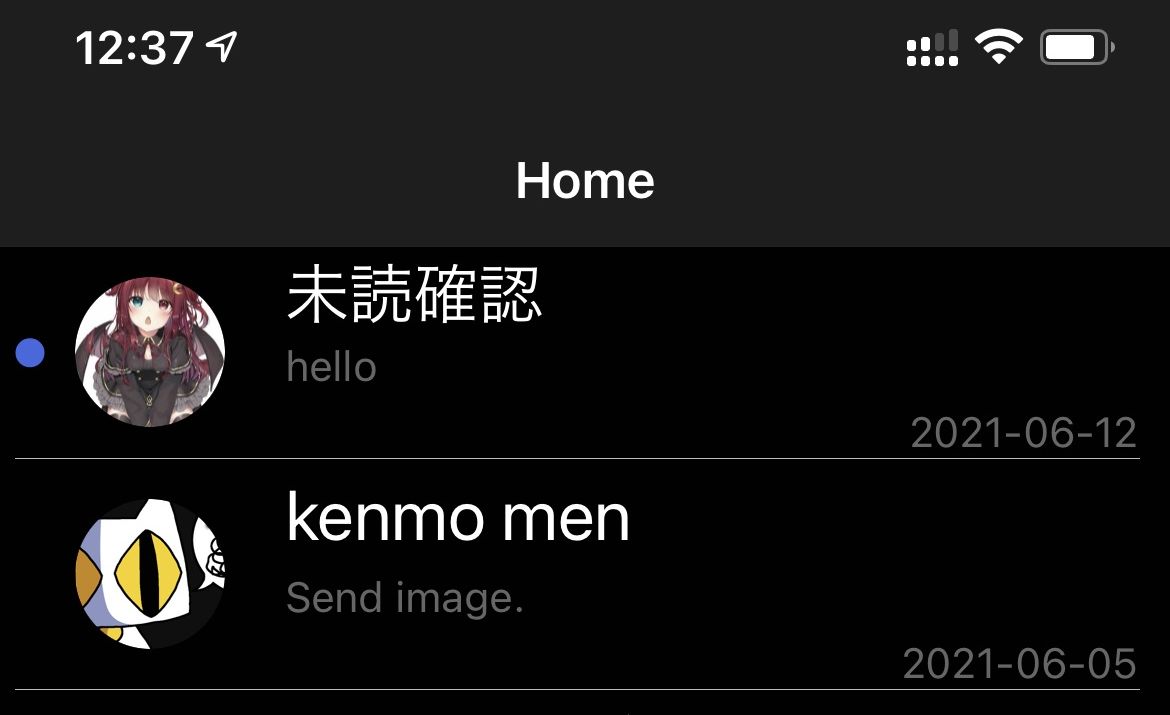 12:37
Home
未読確認
hello
2021-06-12
kenmo men
Send image.
2021-06-05